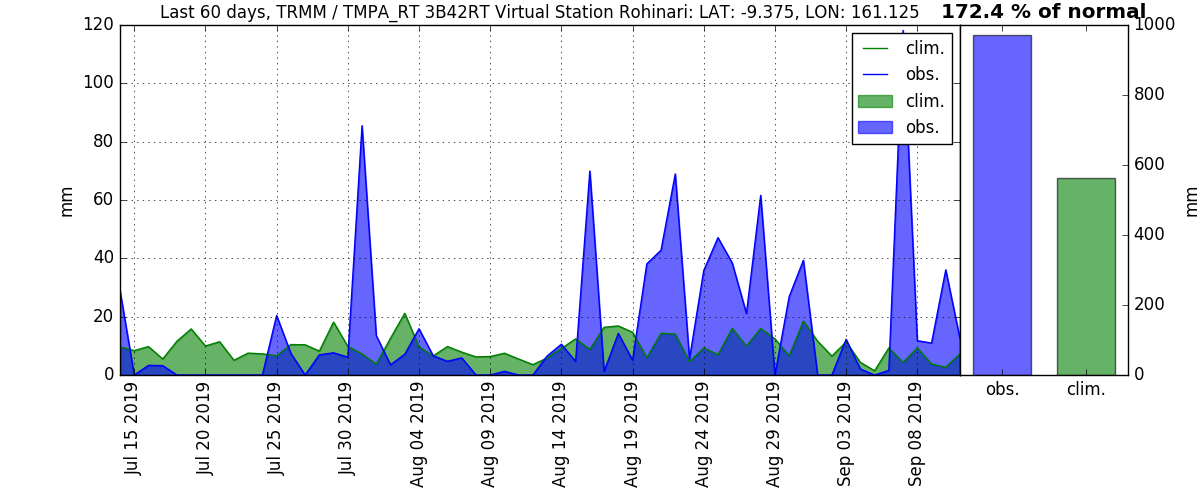 Last 60 days, TRMM / TMPA_RT 3B42RT Virtual Station Rohinari: LAT: -9.375, LON: 161.125
172.4 % of normal
120
100
80
60
40
20
0
mm
clim.
obs.
clim.
obs.
1000
800
600
400
200
0
mm
Jul 15 2019
Jul 20 2019
Jul 25 2019
Jul 30 2019
Aug 04 2019
Aug 09 2019
Aug 14 2019
Aug 19 2019
Aug 24 2019
Aug 29 2019
Sep 03 2019
Sep 08 2019
obs.
clim.